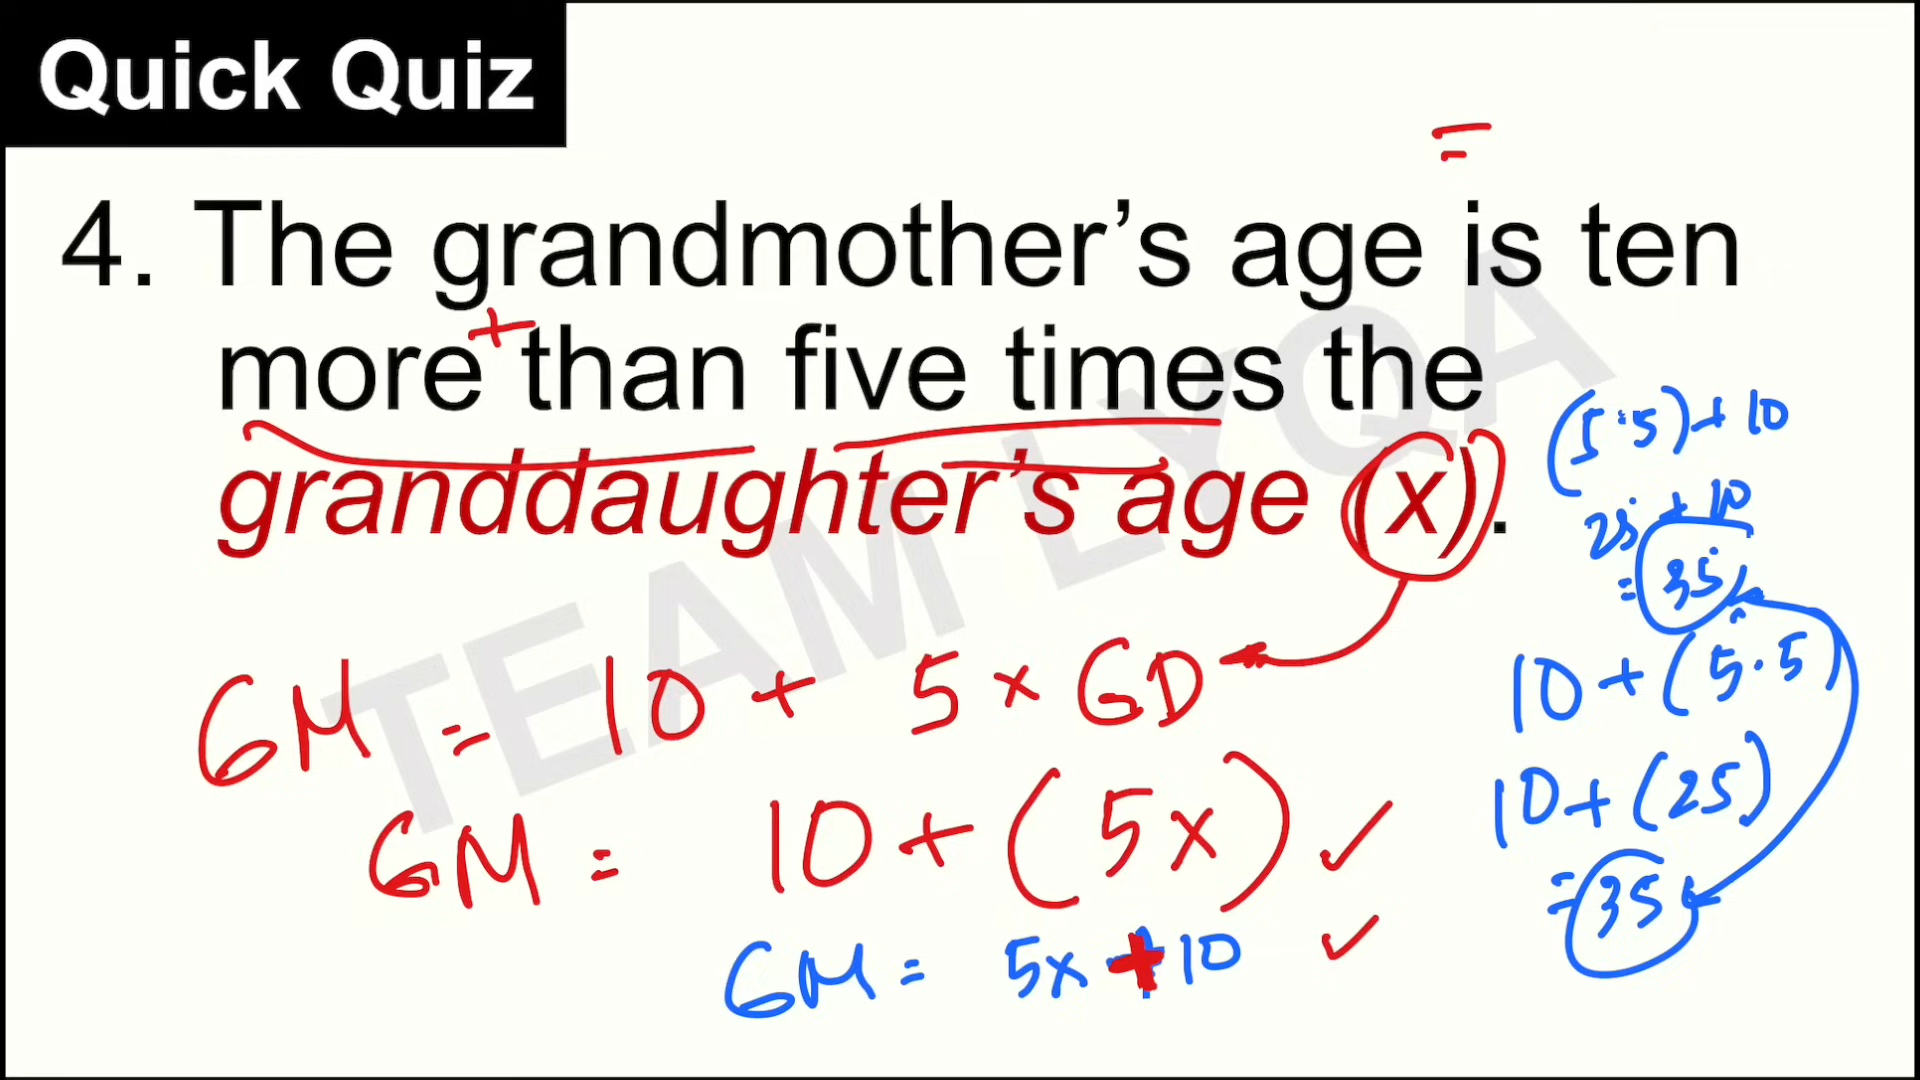 Quick Quiz
=
4. The grandmother’s age is ten
+
more than five times the
granddaughter’s age (x).
(5·5)+10
25+10
=35
GM = 10 + 5 × GD
10+(5·5)
GM = 10 + (5x) ✓
10+(25)
=35
GM = 5x + 10 ✓
TEAM LYQA